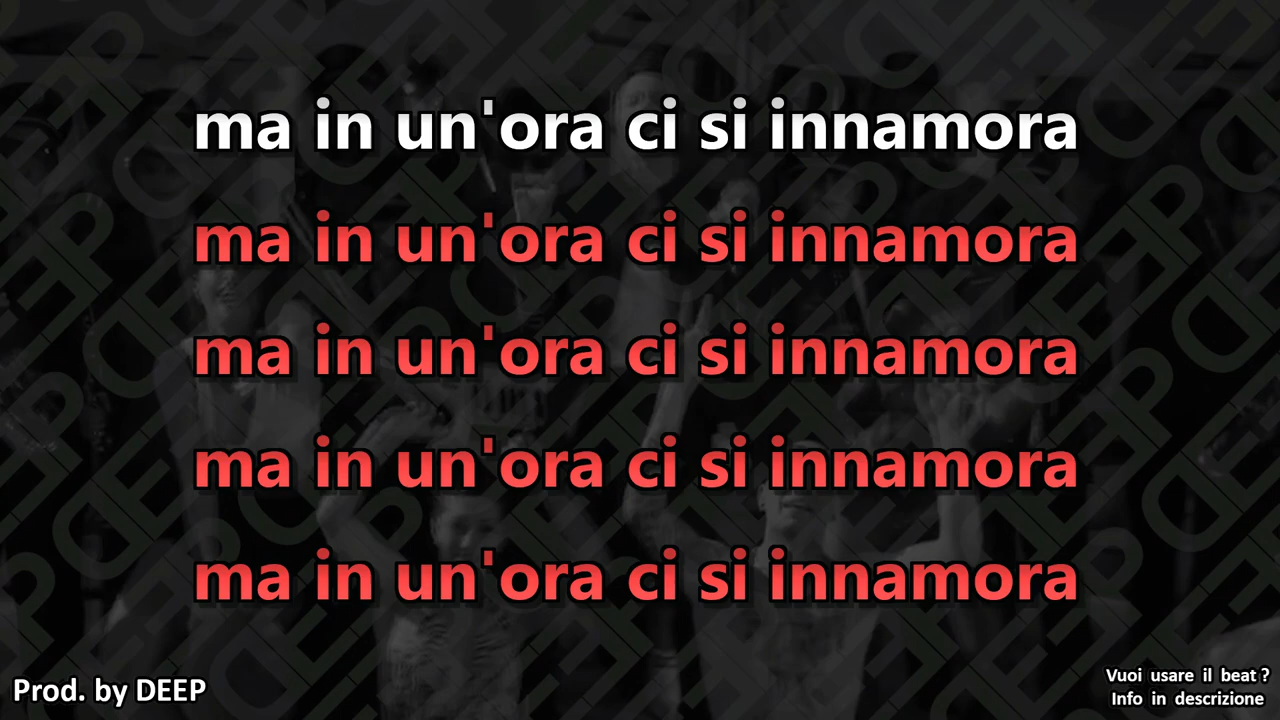 ma in un'ora ci si innamora
ma in un'ora ci si innamora
ma in un'ora ci si innamora
ma in un'ora ci si innamora
ma in un'ora ci si innamora
Prod. by DEEP
Vuoi usare il beat ?
Info in descrizione